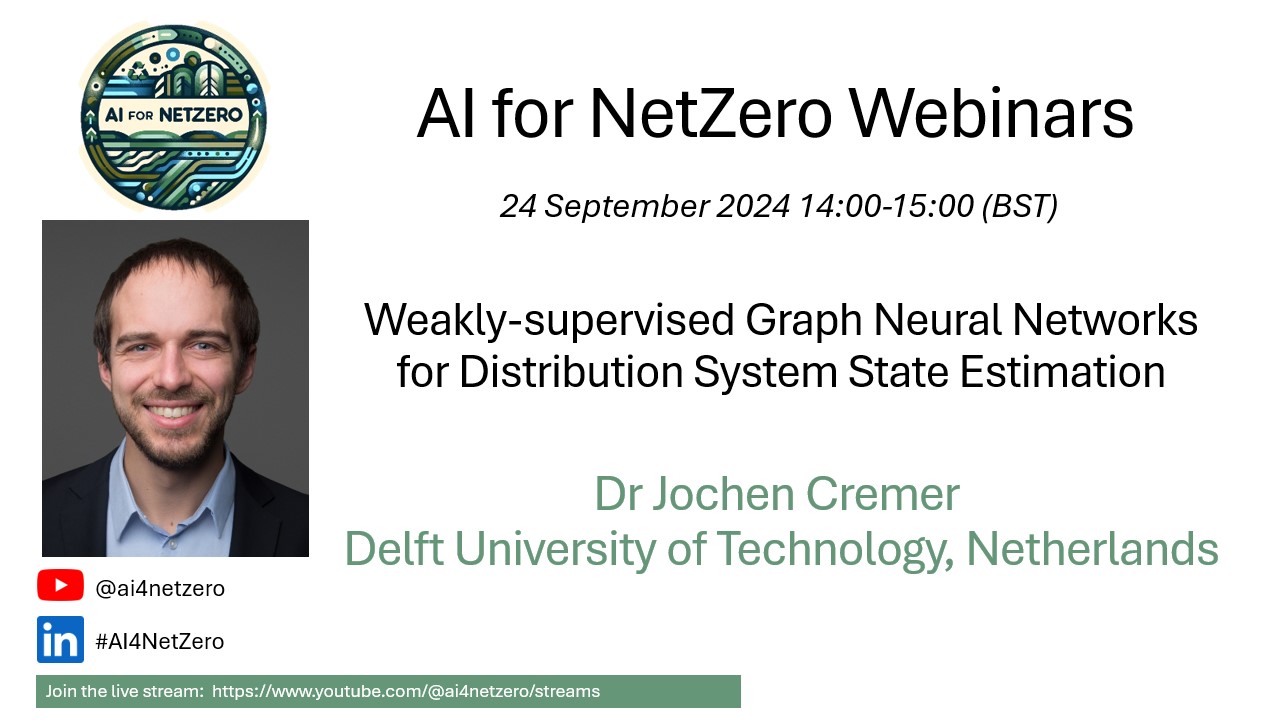 AI FOR NETZERO
AI for NetZero Webinars
24 September 2024 14:00-15:00 (BST)
Weakly-supervised Graph Neural Networks
for Distribution System State Estimation
Dr Jochen Cremer
Delft University of Technology, Netherlands
@ai4netzero
in
#AI4NetZero
Join the live stream: https://www.youtube.com/@ai4netzero/streams